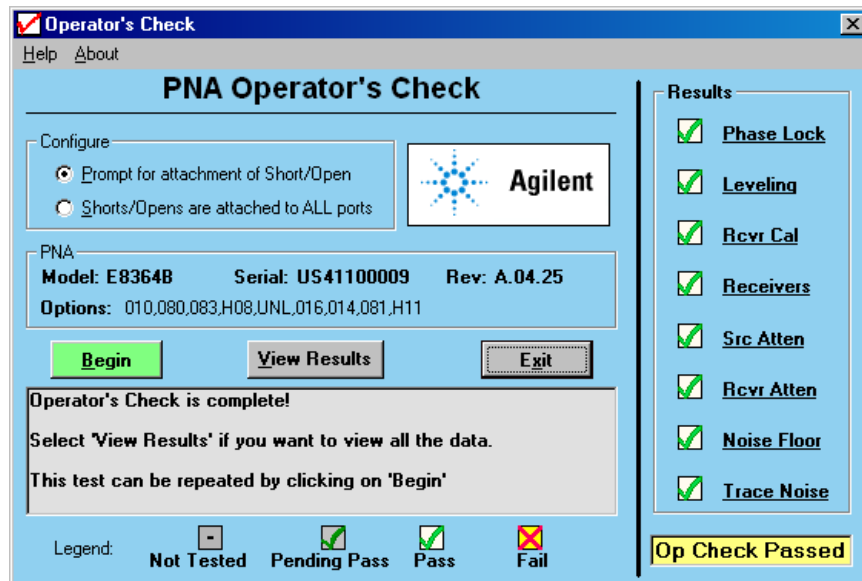 Operator's Check
Help About
PNA Operator's Check
Configure
Prompt for attachment of Short/Open
Shorts/Opens are attached to ALL ports
Agilent
PNA
Model: E8364B Serial: US41100009 Rev: A.04.25
Options: 010,080,083,H08,UNL,016,014,081,H11
Begin View Results Exit
Operator's Check is complete!
Select 'View Results' if you want to view all the data.
This test can be repeated by clicking on 'Begin'
Legend: Not Tested Pending Pass Pass Fail
Results
Phase Lock
Leveling
Rcvr Cal
Receivers
Src Atten
Rcvr Atten
Noise Floor
Trace Noise
Op Check Passed